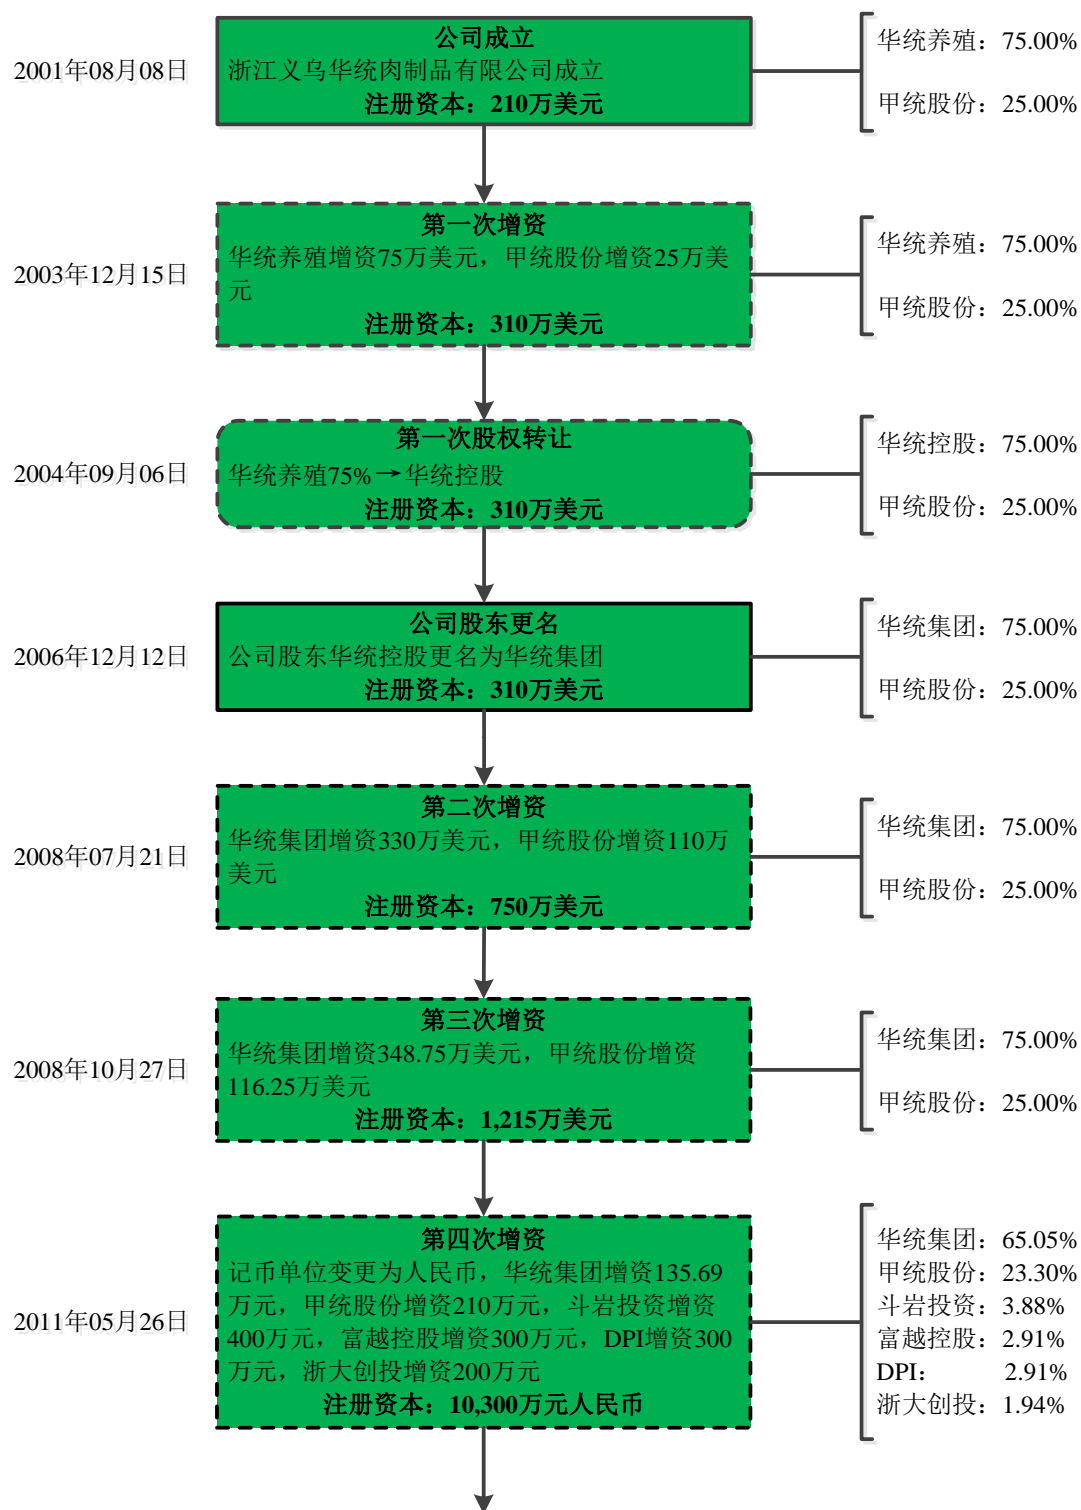 公司成立
2001年08月08日
浙江义乌华统肉制品有限公司成立
注册资本：210万美元
华统养殖：75.00%
甲统股份：25.00%
第一次增资
2003年12月15日
华统养殖增资75万美元，甲统股份增资25万美
元
注册资本：310万美元
华统养殖：75.00%
甲统股份：25.00%
第一次股权转让
2004年09月06日
华统养殖75%→华统控股
注册资本：310万美元
华统控股：75.00%
甲统股份：25.00%
公司股东更名
2006年12月12日
公司股东华统控股更名为华统集团
注册资本：310万美元
华统集团：75.00%
甲统股份：25.00%
第二次增资
2008年07月21日
华统集团增资330万美元，甲统股份增资110万
美元
注册资本：750万美元
华统集团：75.00%
甲统股份：25.00%
第三次增资
2008年10月27日
华统集团增资348.75万美元，甲统股份增资
116.25万美元
注册资本：1,215万美元
华统集团：75.00%
甲统股份：25.00%
第四次增资
2011年05月26日
记币单位变更为人民币，华统集团增资135.69
万元，甲统股份增资210万元，斗岩投资增资
400万元，富越控股增资300万元，DPI增资300
万元，浙大创投增资200万元
注册资本：10,300万元人民币
华统集团：65.05%
甲统股份：23.30%
斗岩投资：3.88%
富越控股：2.91%
DPI： 2.91%
浙大创投：1.94%